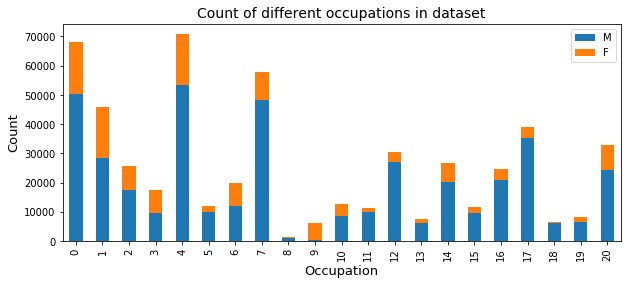 Count of different occupations in dataset
M
F
70000
60000
50000
40000
30000
20000
10000
0
Count
0 1 2 3 4 5 6 7 8 9 10 11 12 13 14 15 16 17 18 19 20
Occupation